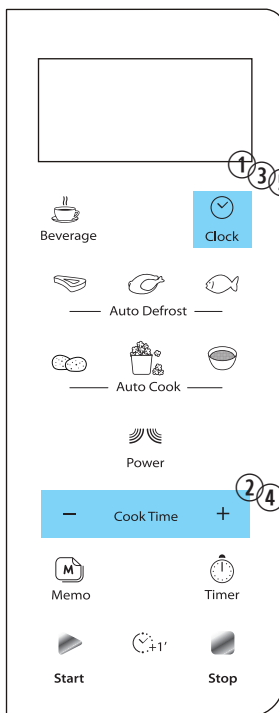 ① ③
Beverage Clock
Auto Defrost
Auto Cook
Power
② ④
− Cook Time +
M
Memo Timer
+1′
Start Stop